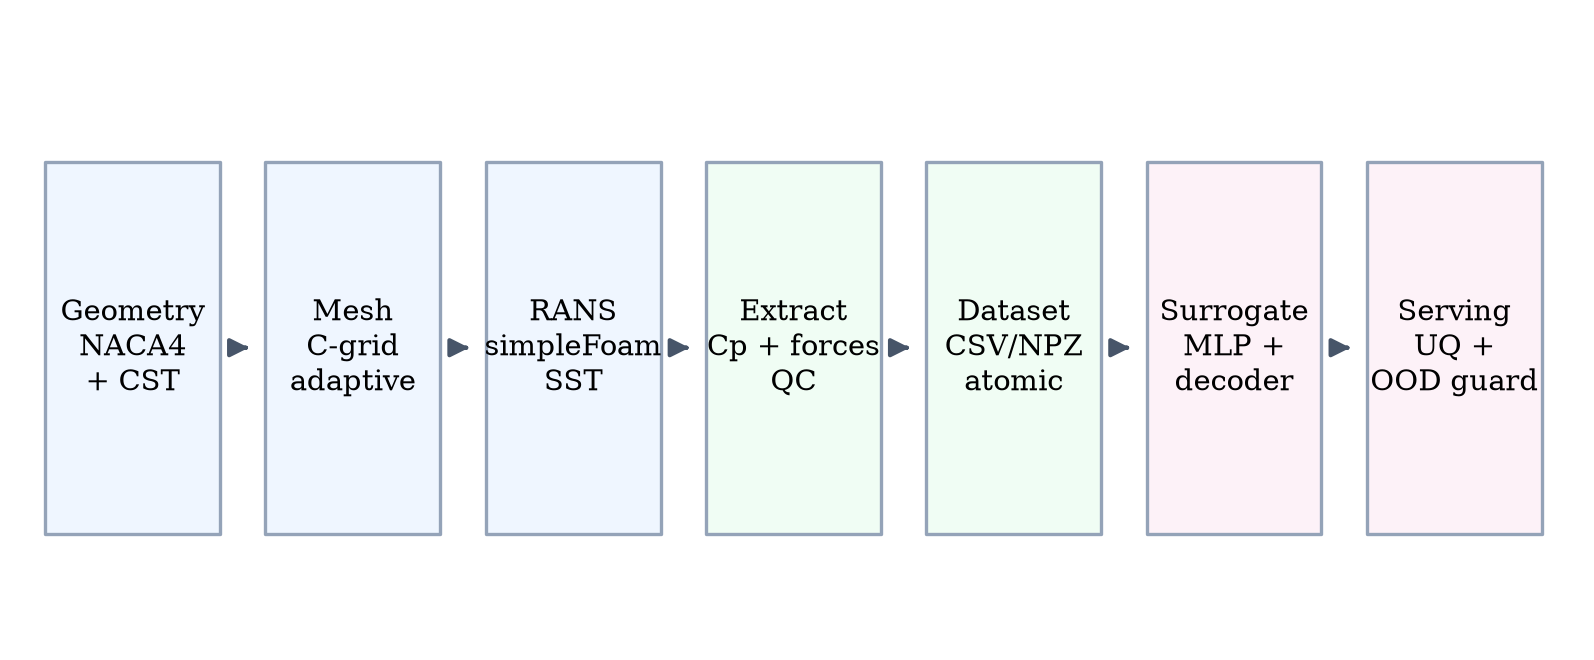 Geometry
NACA4
+ CST
Mesh
C-grid
adaptive
RANS
simpleFoam
SST
Extract
Cp + forces
QC
Dataset
CSV/NPZ
atomic
Surrogate
MLP +
decoder
Serving
UQ +
OOD guard